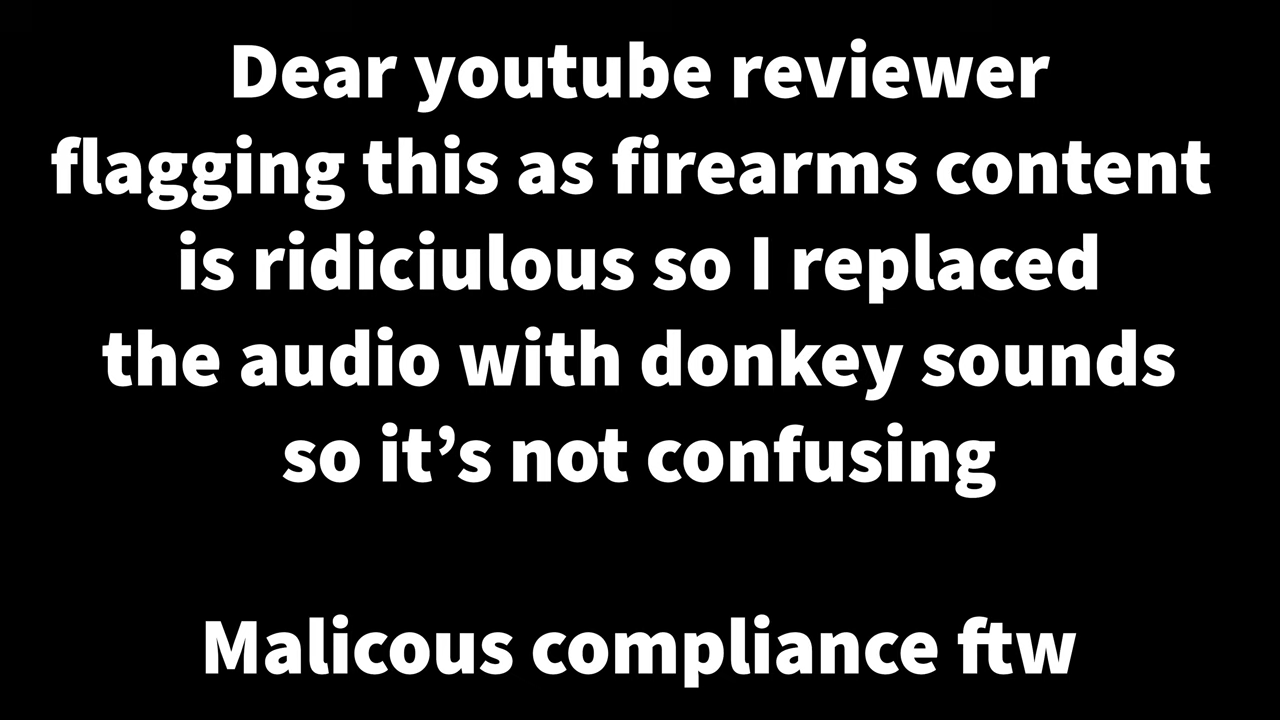 Dear youtube reviewer
flagging this as firearms content
is ridiciulous so I replaced
the audio with donkey sounds
so it’s not confusing
Malicous compliance ftw